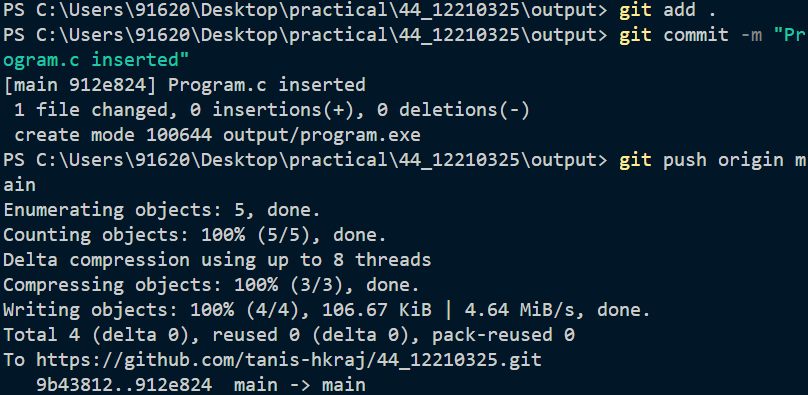 PS C:\Users\91620\Desktop\practical\44_12210325\output> git add .
PS C:\Users\91620\Desktop\practical\44_12210325\output> git commit -m "Pr
ogram.c inserted"
[main 912e824] Program.c inserted
 1 file changed, 0 insertions(+), 0 deletions(-)
 create mode 100644 output/program.exe
PS C:\Users\91620\Desktop\practical\44_12210325\output> git push origin m
ain
Enumerating objects: 5, done.
Counting objects: 100% (5/5), done.
Delta compression using up to 8 threads
Compressing objects: 100% (3/3), done.
Writing objects: 100% (4/4), 106.67 KiB | 4.64 MiB/s, done.
Total 4 (delta 0), reused 0 (delta 0), pack-reused 0
To https://github.com/tanis-hkraj/44_12210325.git
   9b43812..912e824  main -> main